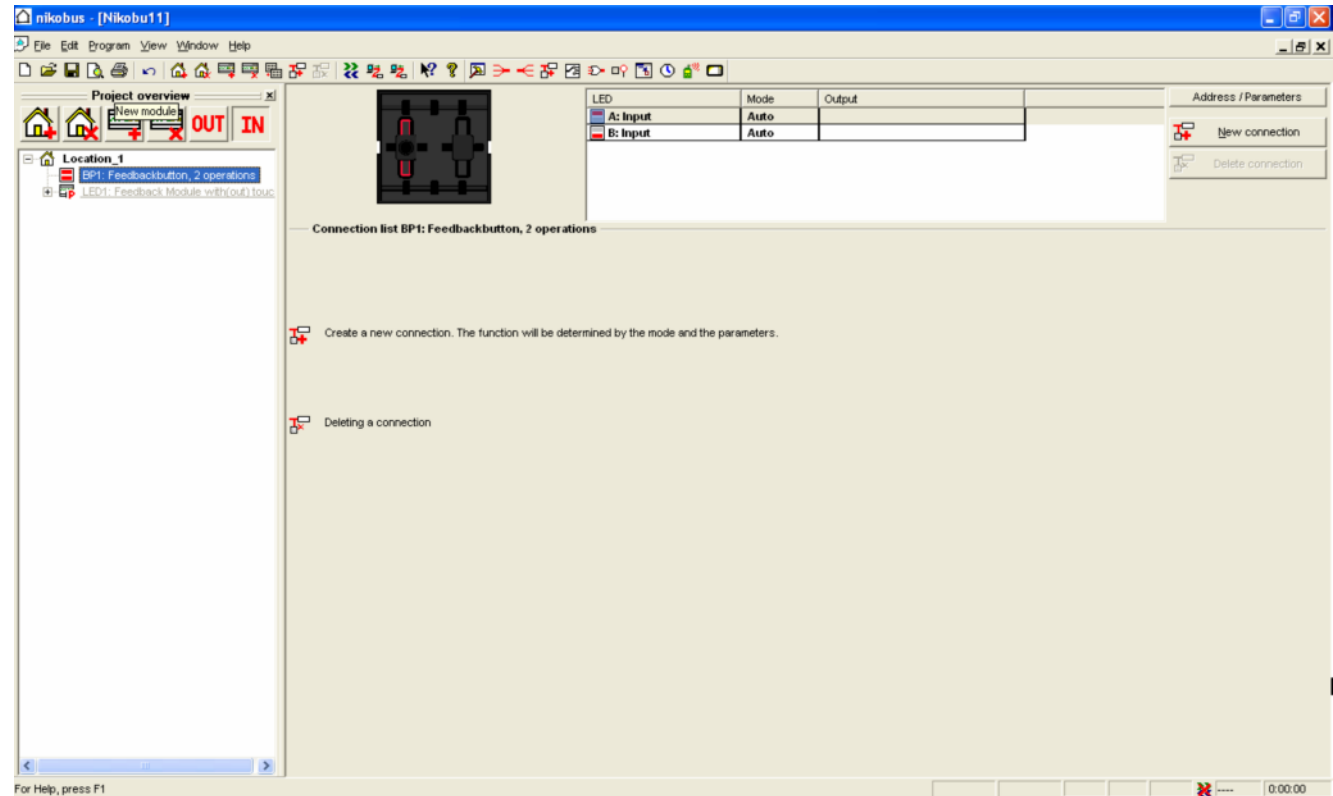 nikobus - [Nikobu11]
File Edit Program View Window Help
Project overview
New module
OUT IN
Location_1
BP1: Feedbackbutton, 2 operations
LED1: Feedback Module with(out) touc
LED Mode Output
A: Input Auto
B: Input Auto
Address / Parameters
New connection
Delete connection
Connection list BP1: Feedbackbutton, 2 operations
Create a new connection. The function will be determined by the mode and the parameters.
Deleting a connection
For Help, press F1
---- 0:00:00